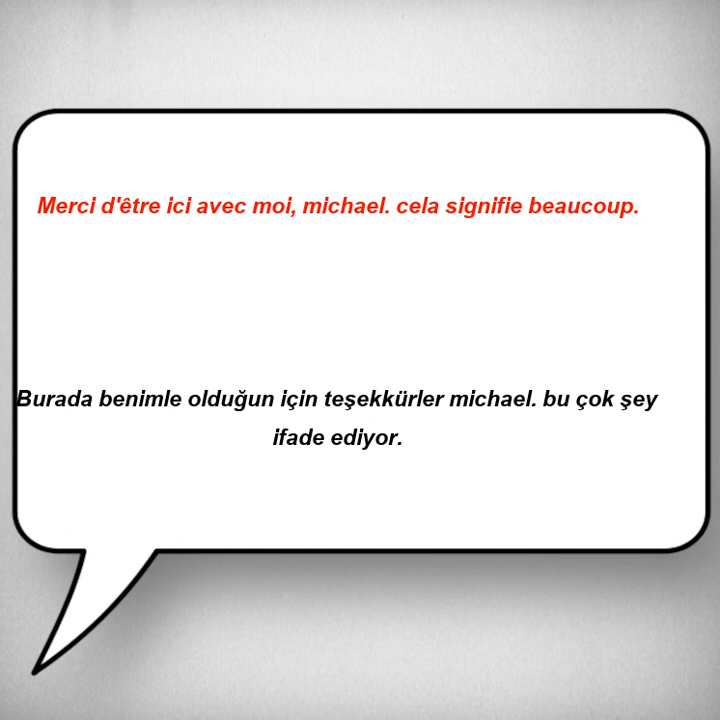 Merci d'être ici avec moi, michael. cela signifie beaucoup.
Burada benimle olduğun için teşekkürler michael. bu çok şey
ifade ediyor.